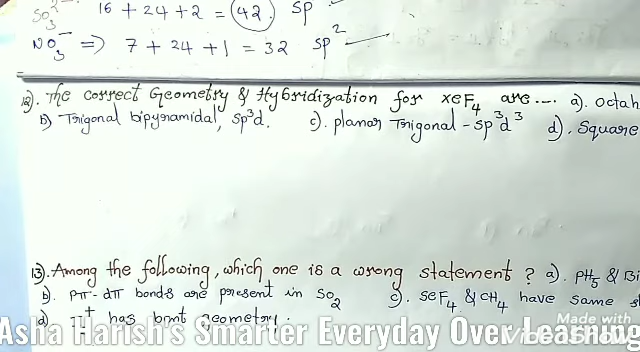 SO₃²⁻ 16 + 24 + 2 = 42. sp
NO₃⁻ ⇒ 7 + 24 + 1 = 32 sp²
12). The correct Geometry & Hybridization for XeF₄ are.... a). octah
b) Trigonal bipyramidal, sp³d. c). planar Trigonal - sp³d³ d). Square
13). Among the following, which one is a wrong statement? a). PH₅ & Bi
b). pπ-dπ bonds are present in SO₂ c). SeF₄ & CH₄ have same s
d) I₃⁺ has bent geometry.
Made with
Asha Harish's Smarter Everyday Over Learning
VideoShow